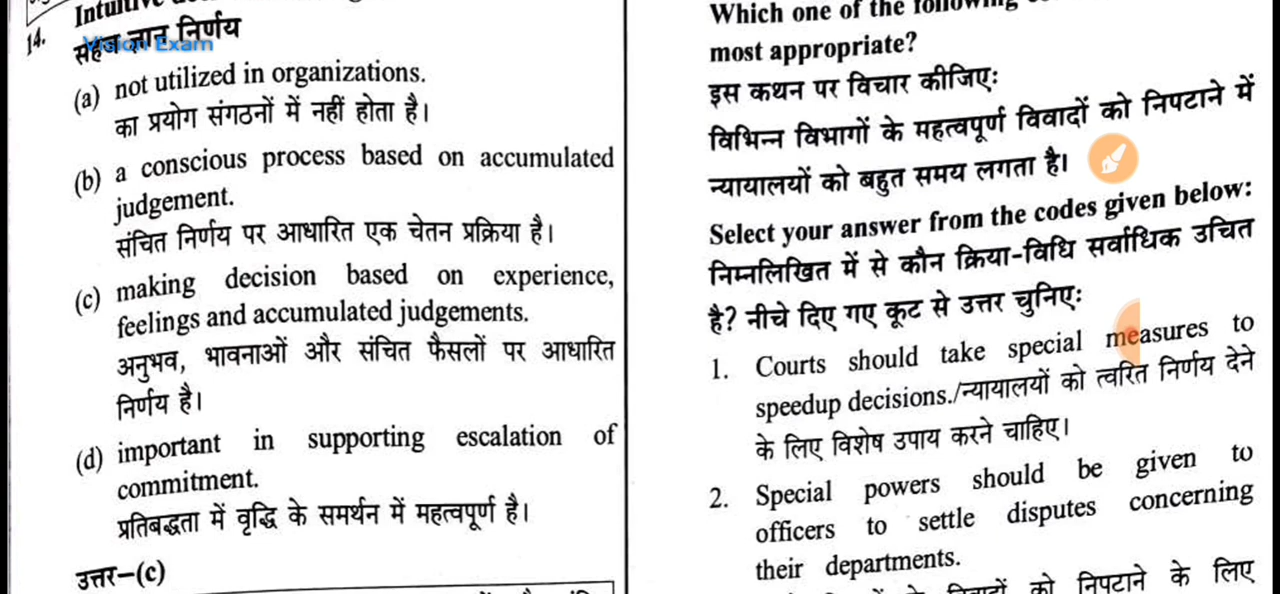 14. Intuitive
सहज ज्ञान निर्णय
Vision Exam
(a) not utilized in organizations.
का प्रयोग संगठनों में नहीं होता है।
(b) a conscious process based on accumulated
judgement.
संचित निर्णय पर आधारित एक चेतन प्रक्रिया है।
(c) making decision based on experience,
feelings and accumulated judgements.
अनुभव, भावनाओं और संचित फैसलों पर आधारित
निर्णय है।
(d) important in supporting escalation of
commitment.
प्रतिबद्धता में वृद्धि के समर्थन में महत्वपूर्ण है।
उत्तर–(c)
Which one of the following
most appropriate?
इस कथन पर विचार कीजिए:
विभिन्न विभागों के महत्वपूर्ण विवादों को निपटाने में
न्यायालयों को बहुत समय लगता है।
Select your answer from the codes given below:
निम्नलिखित में से कौन क्रिया-विधि सर्वाधिक उचित
है? नीचे दिए गए कूट से उत्तर चुनिए:
1. Courts should take special measures to
speedup decisions./न्यायालयों को त्वरित निर्णय देने
के लिए विशेष उपाय करने चाहिए।
2. Special powers should be given to
officers to settle disputes concerning
their departments.
को निपटाने के लिए